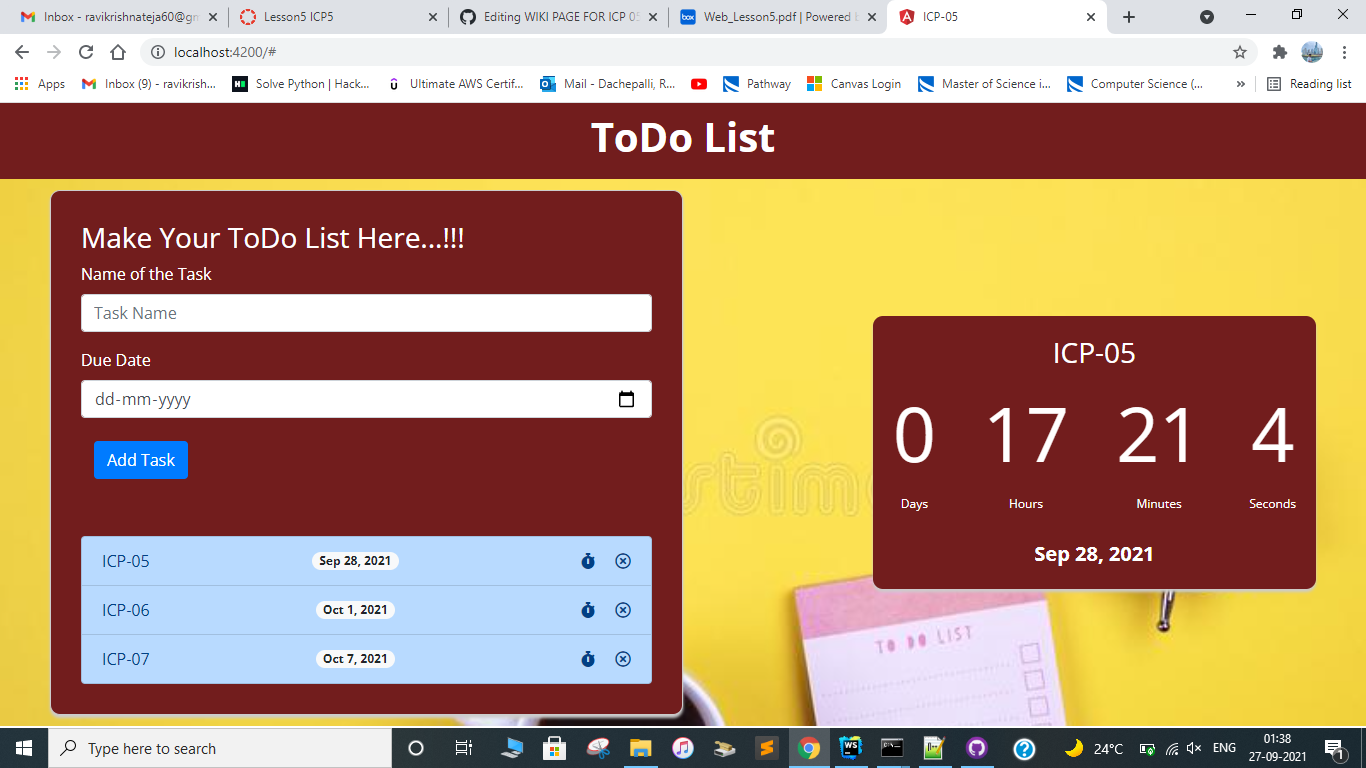 Inbox - ravikrishnateja60@gm
Lesson5 ICP5
Editing WIKI PAGE FOR ICP 05
Web_Lesson5.pdf | Powered b
ICP-05
localhost:4200/#
Apps
Inbox (9) - ravikrish...
Solve Python | Hack...
Ultimate AWS Certif...
Mail - Dachepalli, R...
Pathway
Canvas Login
Master of Science i...
Computer Science (...
»
Reading list
ToDo List
Make Your ToDo List Here...!!!
Name of the Task
Task Name
Due Date
dd-mm-yyyy
Add Task
ICP-05 Sep 28, 2021
ICP-06 Oct 1, 2021
ICP-07 Oct 7, 2021
ICP-05
0 17 21 4
Days Hours Minutes Seconds
Sep 28, 2021
TO DO LIST
Type here to search
24°C
ENG
01:38
27-09-2021